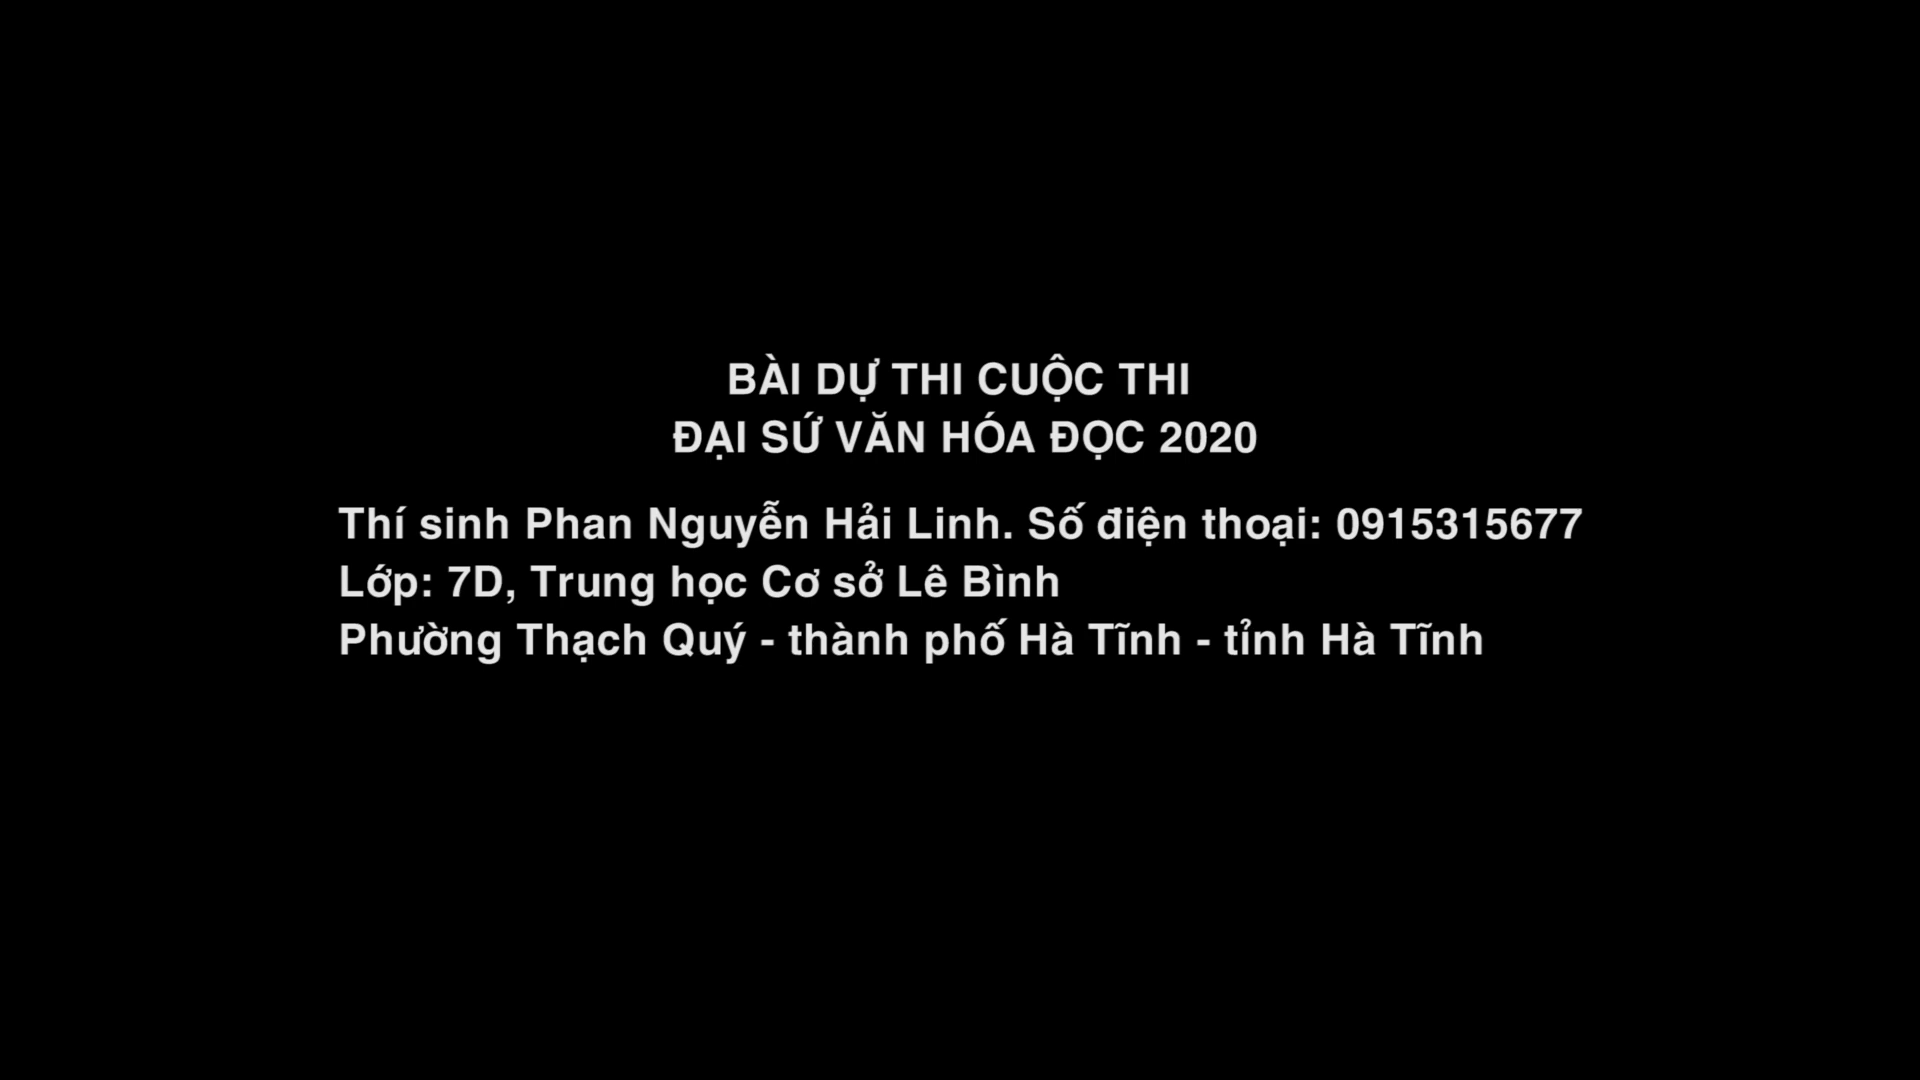 BÀI DỰ THI CUỘC THI
ĐẠI SỨ VĂN HÓA ĐỌC 2020
Thí sinh Phan Nguyễn Hải Linh. Số điện thoại: 0915315677
Lớp: 7D, Trung học Cơ sở Lê Bình
Phường Thạch Quý - thành phố Hà Tĩnh - tỉnh Hà Tĩnh